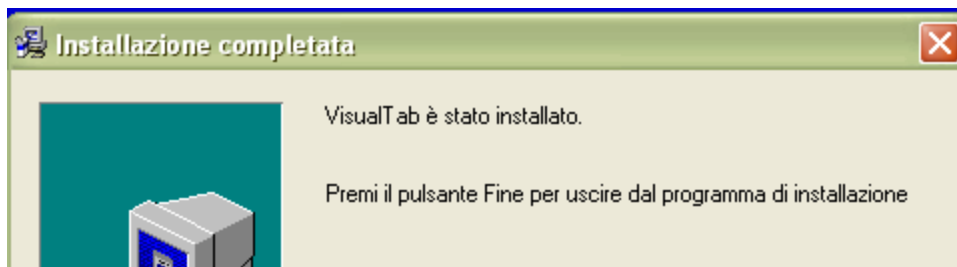 Installazione completata
VisualTab è stato installato.
Premi il pulsante Fine per uscire dal programma di installazione